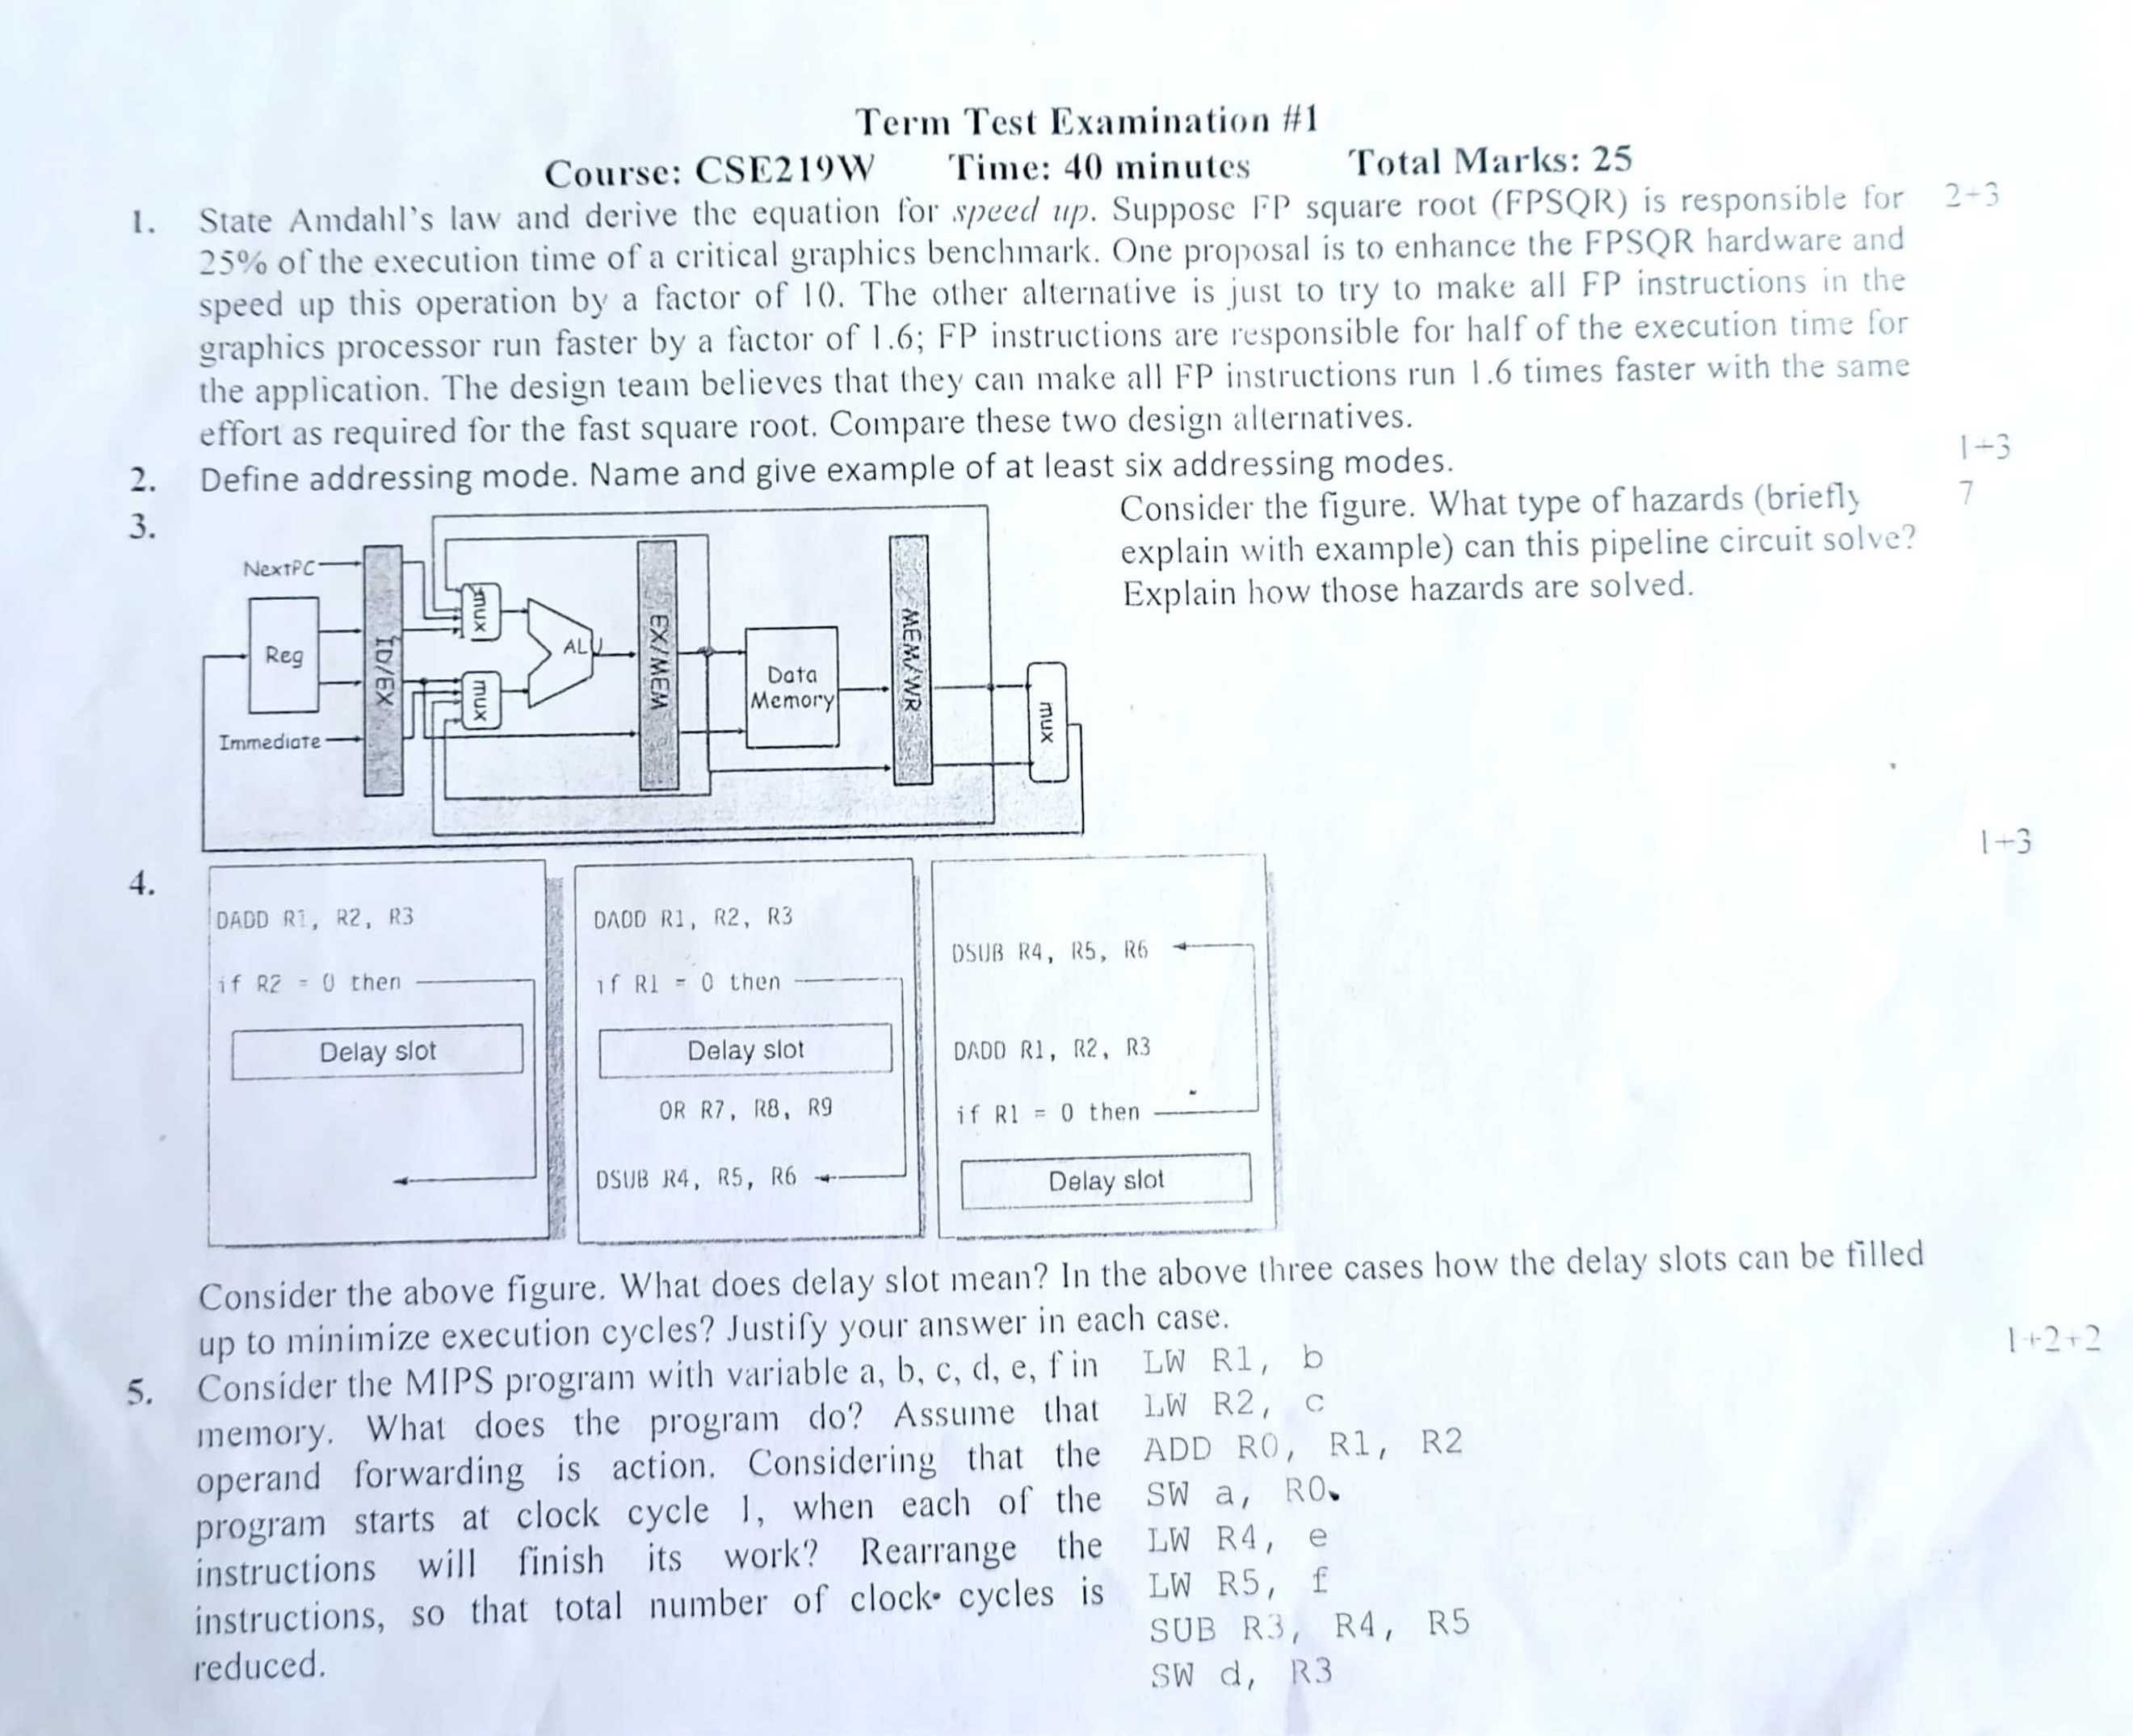 Term Test Examination #1
Course: CSE219W Time: 40 minutes Total Marks: 25
1. State Amdahl's law and derive the equation for speed up. Suppose FP square root (FPSQR) is responsible for 2+3
25% of the execution time of a critical graphics benchmark. One proposal is to enhance the FPSQR hardware and
speed up this operation by a factor of 10. The other alternative is just to try to make all FP instructions in the
graphics processor run faster by a factor of 1.6; FP instructions are responsible for half of the execution time for
the application. The design team believes that they can make all FP instructions run 1.6 times faster with the same
effort as required for the fast square root. Compare these two design alternatives.
2. Define addressing mode. Name and give example of at least six addressing modes. 1+3
3. Consider the figure. What type of hazards (briefly 7
explain with example) can this pipeline circuit solve?
Explain how those hazards are solved.
NextPC
Reg
Immediate
ID/EX
mux
mux
ALU
EX/MEM
Data
Memory
MEM/WR
mux
4. 1+3
DADD R1, R2, R3
if R2 = 0 then
Delay slot
DADD R1, R2, R3
if R1 = 0 then
Delay slot
OR R7, R8, R9
DSUB R4, R5, R6
DSUB R4, R5, R6
DADD R1, R2, R3
if R1 = 0 then
Delay slot
Consider the above figure. What does delay slot mean? In the above three cases how the delay slots can be filled
up to minimize execution cycles? Justify your answer in each case.
5. Consider the MIPS program with variable a, b, c, d, e, f in 1+2+2
memory. What does the program do? Assume that
operand forwarding is action. Considering that the
program starts at clock cycle 1, when each of the
instructions will finish its work? Rearrange the
instructions, so that total number of clock cycles is
reduced.
LW R1, b
LW R2, c
ADD R0, R1, R2
SW a, R0
LW R4, e
LW R5, f
SUB R3, R4, R5
SW d, R3